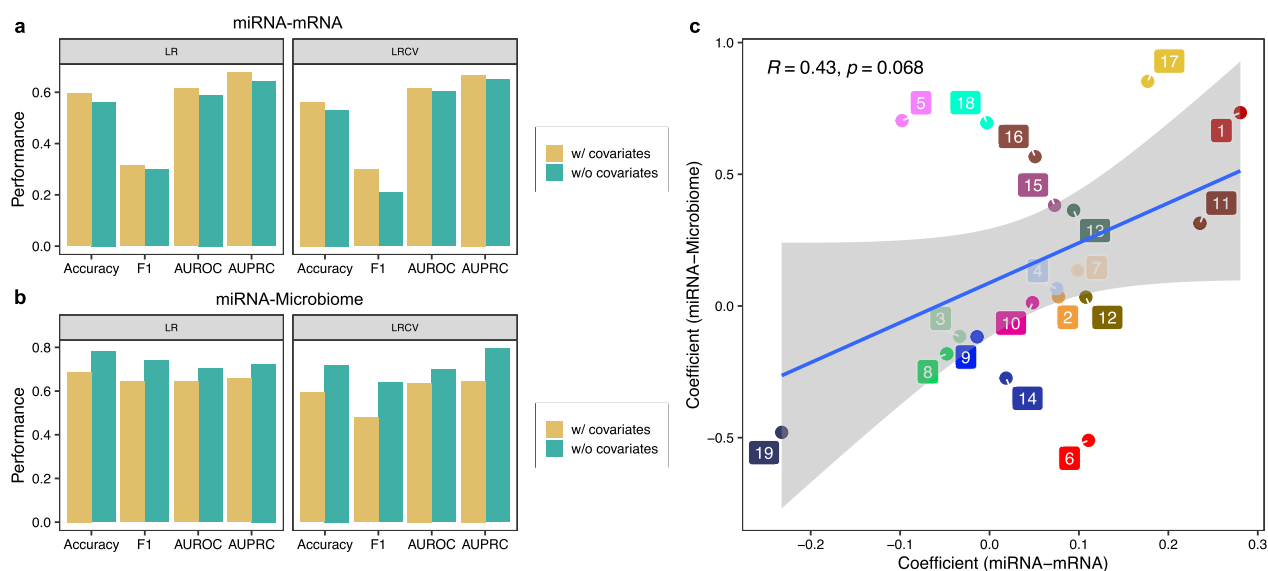 a
miRNA-mRNA
LR
LRCV
Performance
0.6
0.4
0.2
0.0
Accuracy F1 AUROC AUPRC
Accuracy F1 AUROC AUPRC
w/ covariates
w/o covariates
b
miRNA-Microbiome
LR
LRCV
Performance
0.8
0.6
0.4
0.2
0.0
Accuracy F1 AUROC AUPRC
Accuracy F1 AUROC AUPRC
w/ covariates
w/o covariates
c
R = 0.43, p = 0.068
Coefficient (miRNA−Microbiome)
1.0
0.5
0.0
−0.5
17
5
18
16
1
15
11
13
4
7
3
10
2
12
9
8
14
19
6
−0.2 −0.1 0.0 0.1 0.2 0.3
Coefficient (miRNA−mRNA)